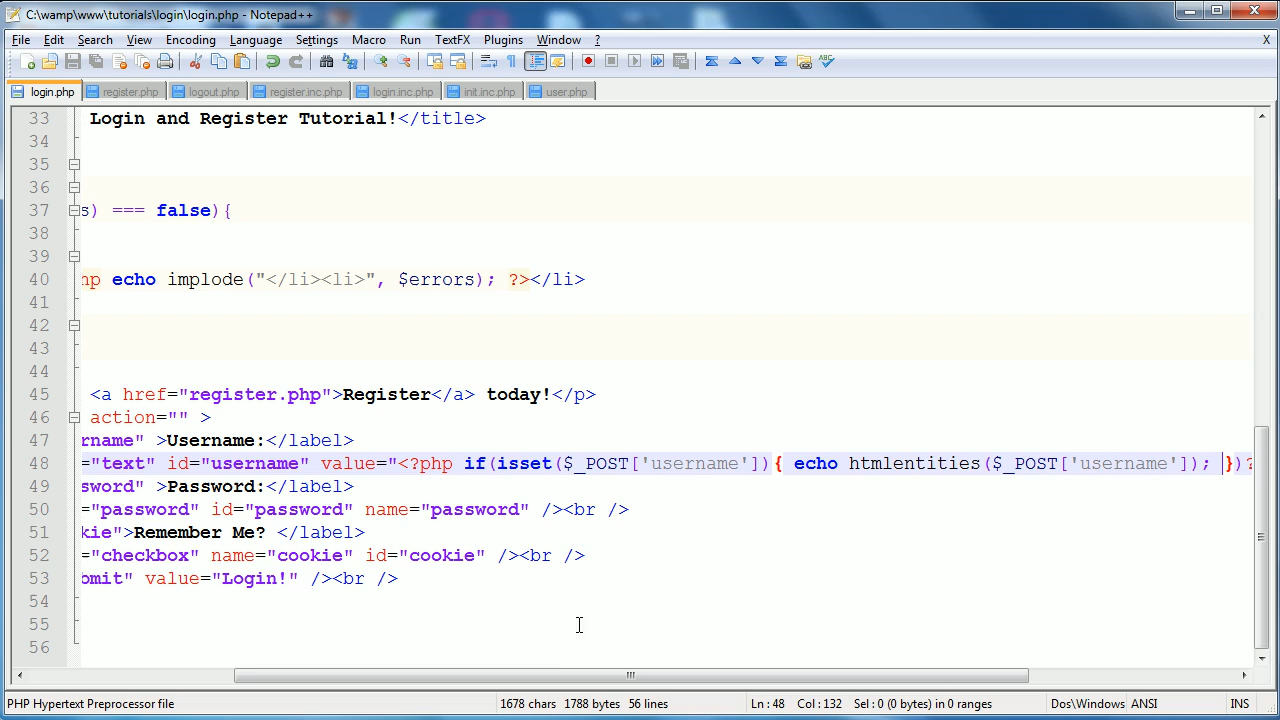 C:\wamp\www\tutorials\login\login.php - Notepad++
File Edit Search View Encoding Language Settings Macro Run TextFX Plugins Window ? X
login.php register.php logout.php register.inc.php login.inc.php init.inc.php user.php
33 Login and Register Tutorial!</title>
34
35
36
37 s) === false){
38
39
40 hp echo implode("</li><li>", $errors); ?></li>
41
42
43
44
45 <a href="register.php">Register</a> today!</p>
46 action="" >
47 rname" >Username:</label>
48 ="text" id="username" value="<?php if(isset($_POST['username']){ echo htmlentities($_POST['username']); })?
49 sword" >Password:</label>
50 ="password" id="password" name="password" /><br />
51 kie">Remember Me? </label>
52 ="checkbox" name="cookie" id="cookie" /><br />
53 bmit" value="Login!" /><br />
54
55
56
PHP Hypertext Preprocessor file 1678 chars 1788 bytes 56 lines Ln : 48 Col : 132 Sel : 0 (0 bytes) in 0 ranges Dos\Windows ANSI INS